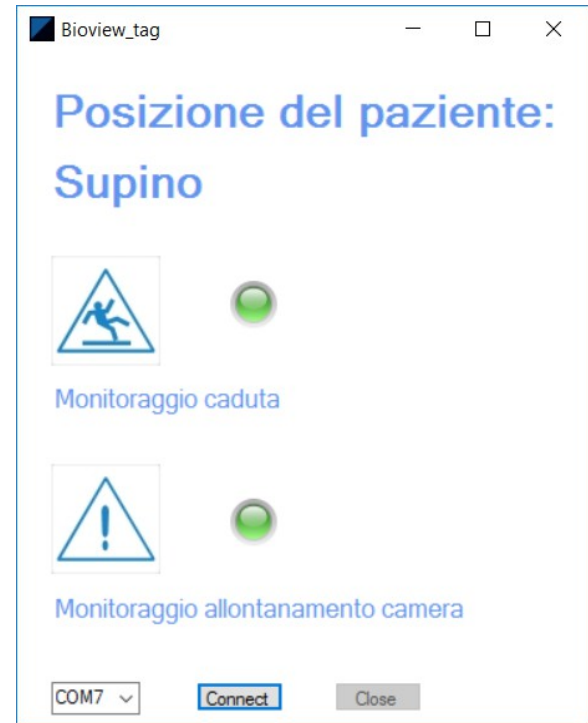 Bioview_tag
Posizione del paziente:
Supino
Monitoraggio caduta
Monitoraggio allontanamento camera
COM7 Connect Close